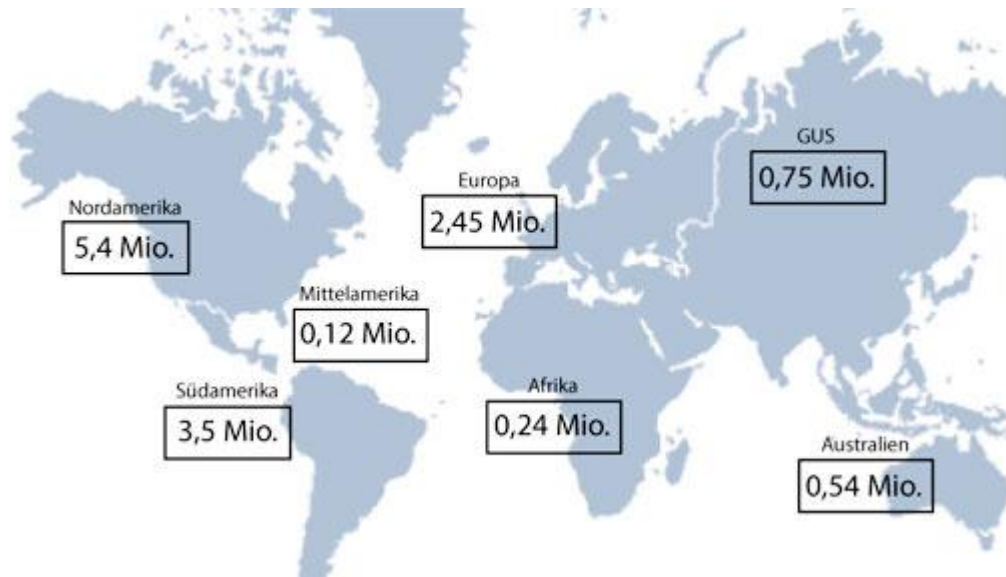 GUS
0,75 Mio.
Europa
2,45 Mio.
Nordamerika
5,4 Mio.
Mittelamerika
0,12 Mio.
Südamerika
3,5 Mio.
Afrika
0,24 Mio.
Australien
0,54 Mio.